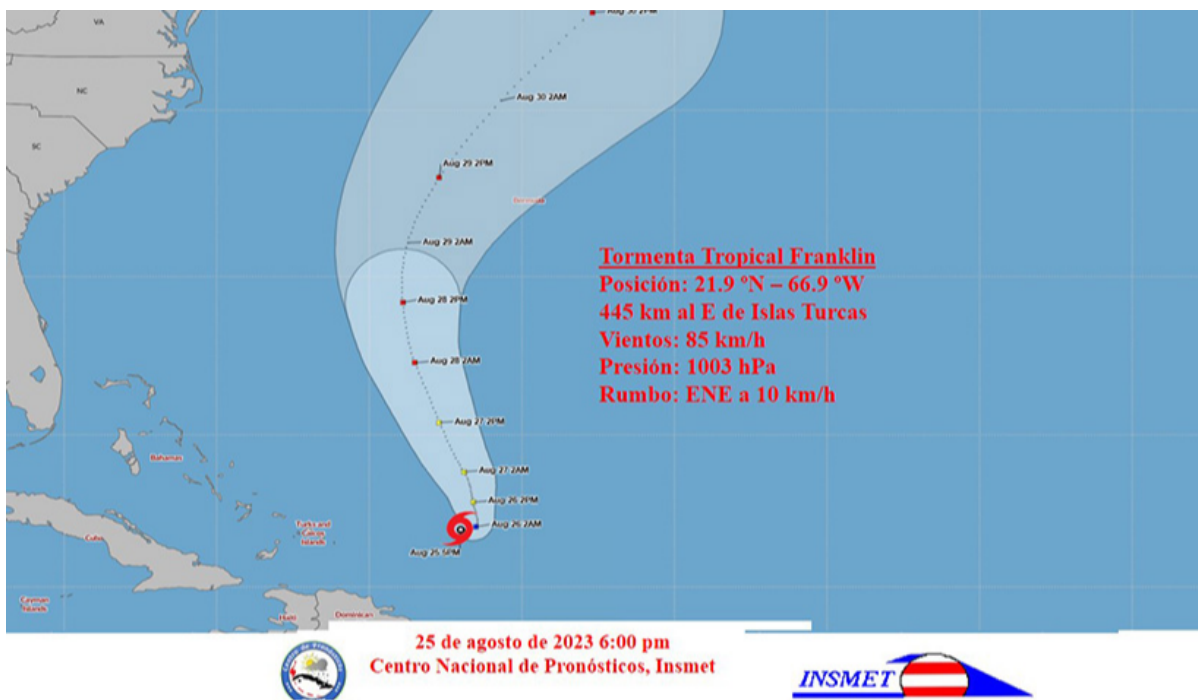 VA
NC
SC
Aug 30 2PM
Aug 30 2AM
Aug 29 2PM
Bermuda
Aug 29 2AM
Tormenta Tropical Franklin
Posición: 21.9 ºN – 66.9 ºW
445 km al E de Islas Turcas
Vientos: 85 km/h
Presión: 1003 hPa
Rumbo: ENE a 10 km/h
Aug 28 2PM
Aug 28 2AM
Aug 27 2PM
Bahamas
Aug 27 2AM
Aug 26 2PM
Aug 26 2AM
Turks and
Caicos
Islands
Cuba
Aug 25 5PM
Cayman
Islands
Haiti
Dominican
25 de agosto de 2023 6:00 pm
Centro Nacional de Pronósticos, Insmet
Centro de Pronósticos
INSMET